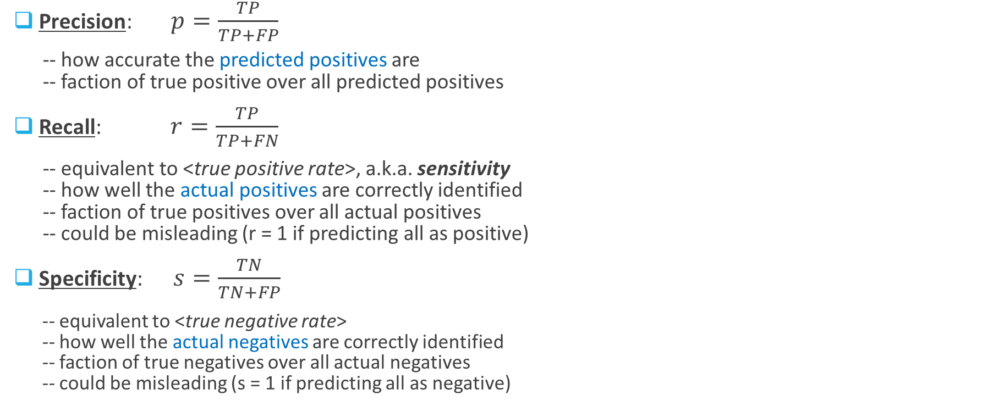 ❑ Precision: p = TP / TP+FP
-- how accurate the predicted positives are
-- faction of true positive over all predicted positives
❑ Recall: r = TP / TP+FN
-- equivalent to <true positive rate>, a.k.a. sensitivity
-- how well the actual positives are correctly identified
-- faction of true positives over all actual positives
-- could be misleading (r = 1 if predicting all as positive)
❑ Specificity: s = TN / TN+FP
-- equivalent to <true negative rate>
-- how well the actual negatives are correctly identified
-- faction of true negatives over all actual negatives
-- could be misleading (s = 1 if predicting all as negative)